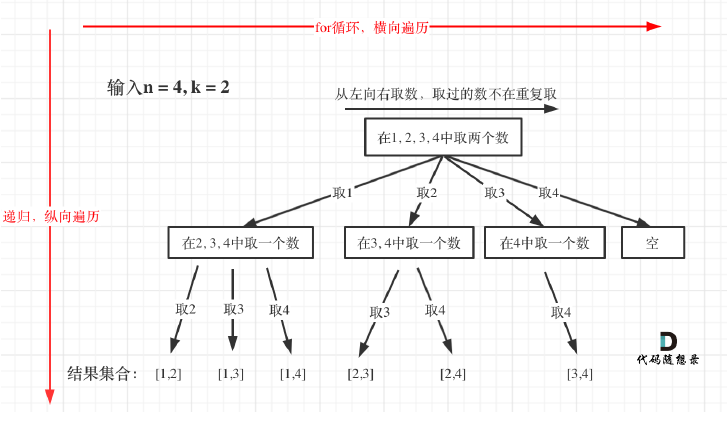 for循环，横向遍历
输入n = 4, k = 2
从左向右取数，取过的数不在重复取
在1, 2, 3, 4中取两个数
取1 取2 取3 取4
递归，纵向遍历
在2, 3, 4中取一个数 在3, 4中取一个数 在4中取一个数 空
取2 取3 取4 取3 取4 取4
代码随想录
结果集合： [1,2] [1,3] [1,4] [2,3] [2,4] [3,4]